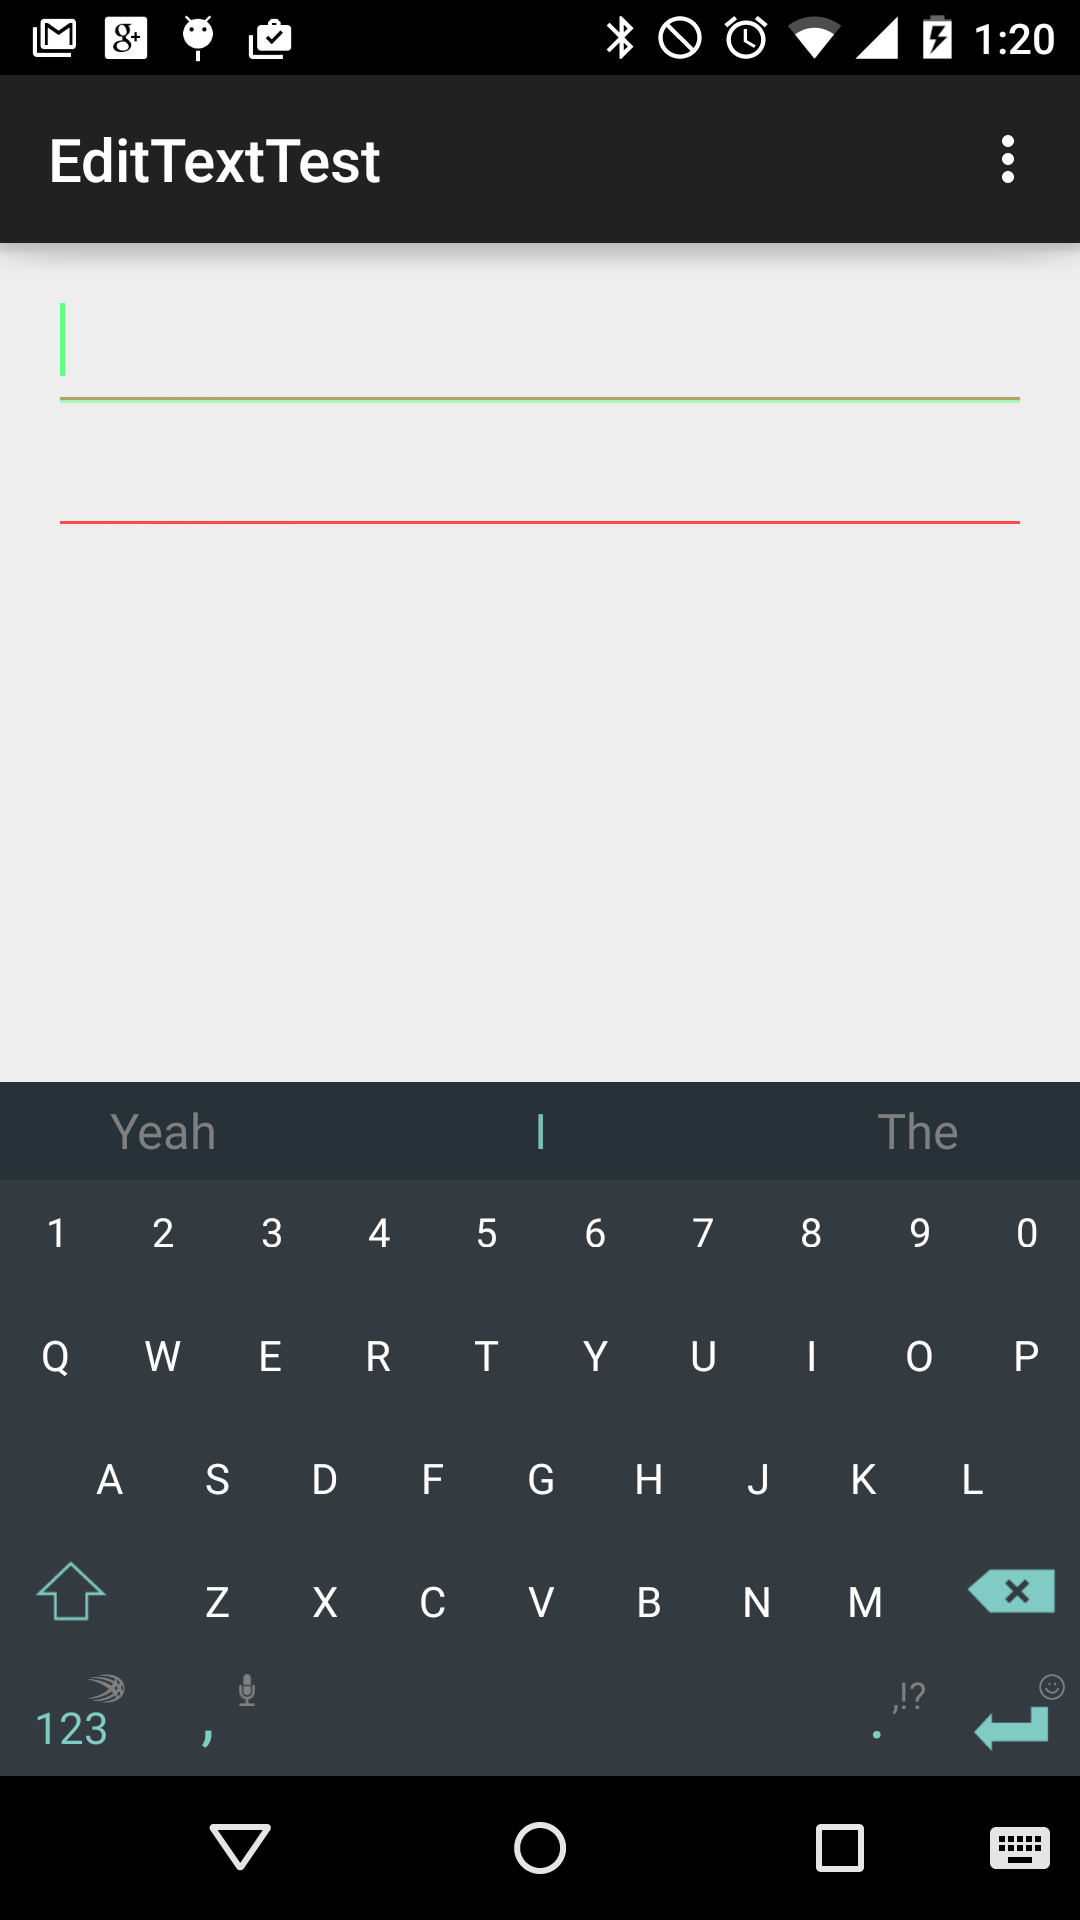 1:20
EditTextTest
Yeah I The
1 2 3 4 5 6 7 8 9 0
Q W E R T Y U I O P
A S D F G H J K L
Z X C V B N M
123 , . ,!?